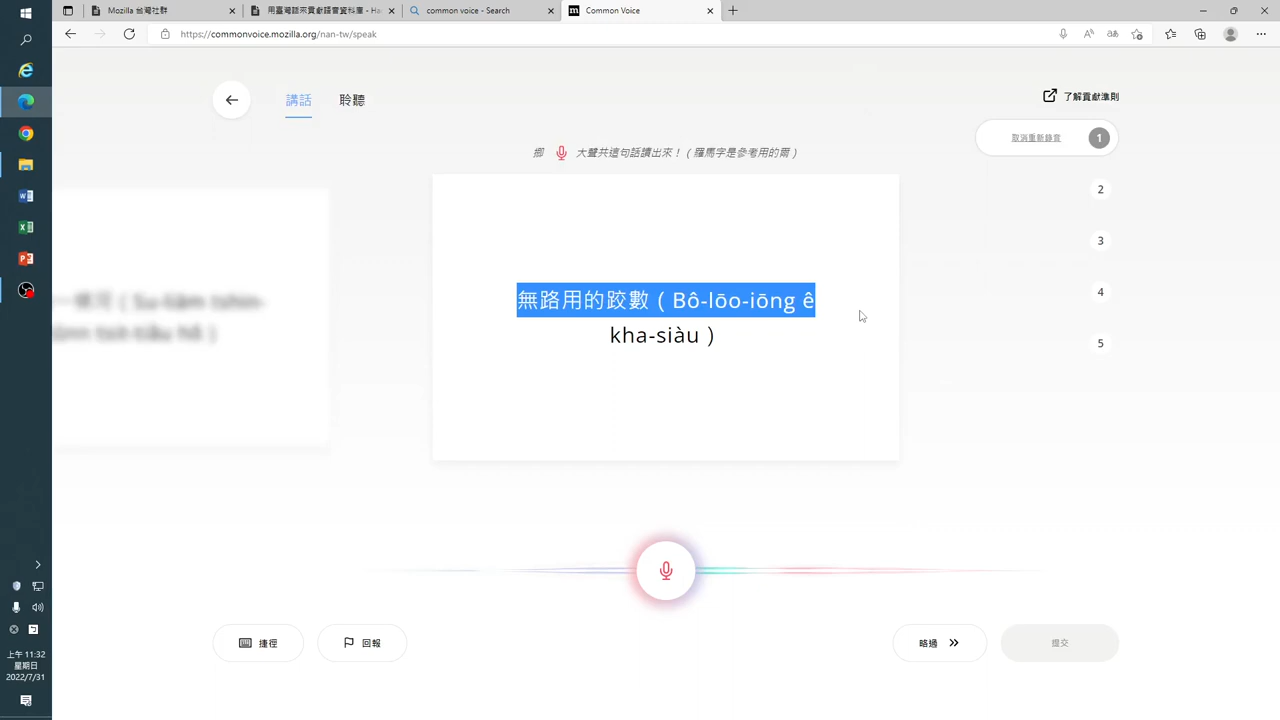 Mozilla 台灣社群
用臺灣話來貢獻語音資料庫 - Ha
common voice - Search
Common Voice
https://commonvoice.mozilla.org/nan-tw/speak
講話
聆聽
了解貢獻準則
取消重新錄音
1
挪 大聲共這句話讀出來！（羅馬字是參考用的爾）
2
3
4
5
無路用的跤數（Bô-lōo-iōng ê
kha-siàu）
捷徑
回報
略過
提交
上午 11:32
星期日
2022/7/31